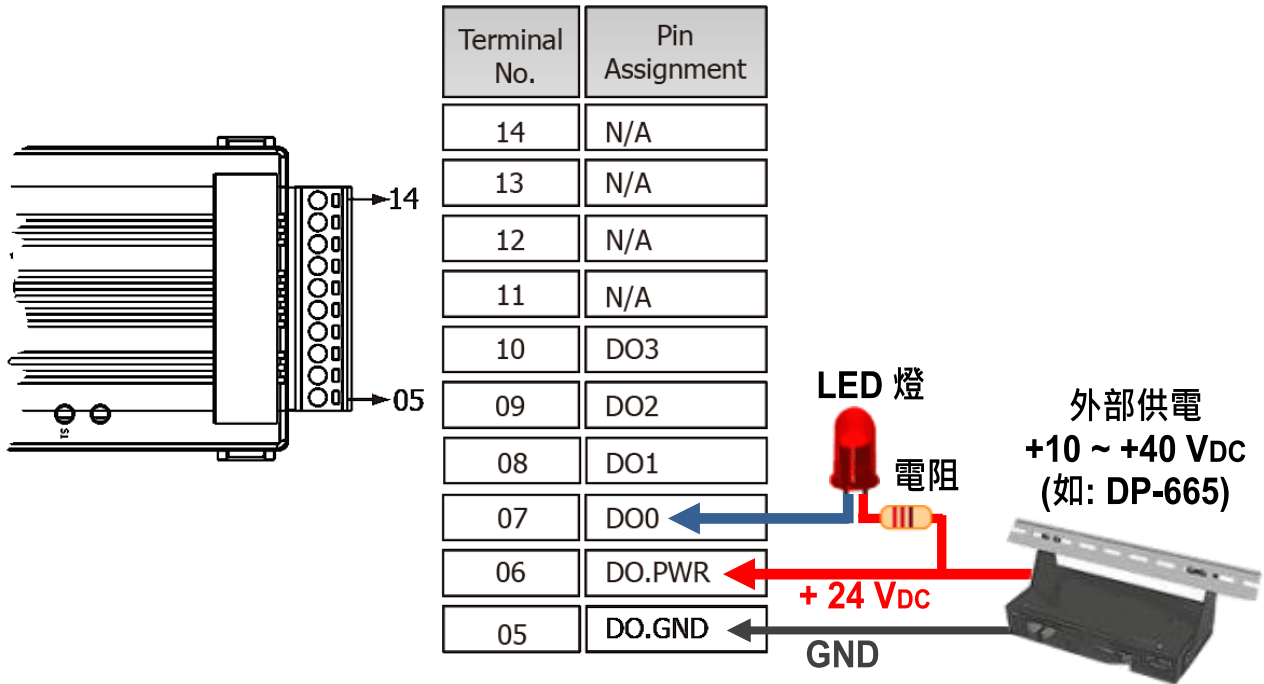 Terminal No.
Pin Assignment
14
N/A
13
N/A
12
N/A
11
N/A
10
DO3
09
DO2
08
DO1
07
DO0
06
DO.PWR
05
DO.GND
14
05
S1
LED 燈
電阻
外部供電
+10 ~ +40 VDC
(如: DP-665)
+ 24 VDC
GND